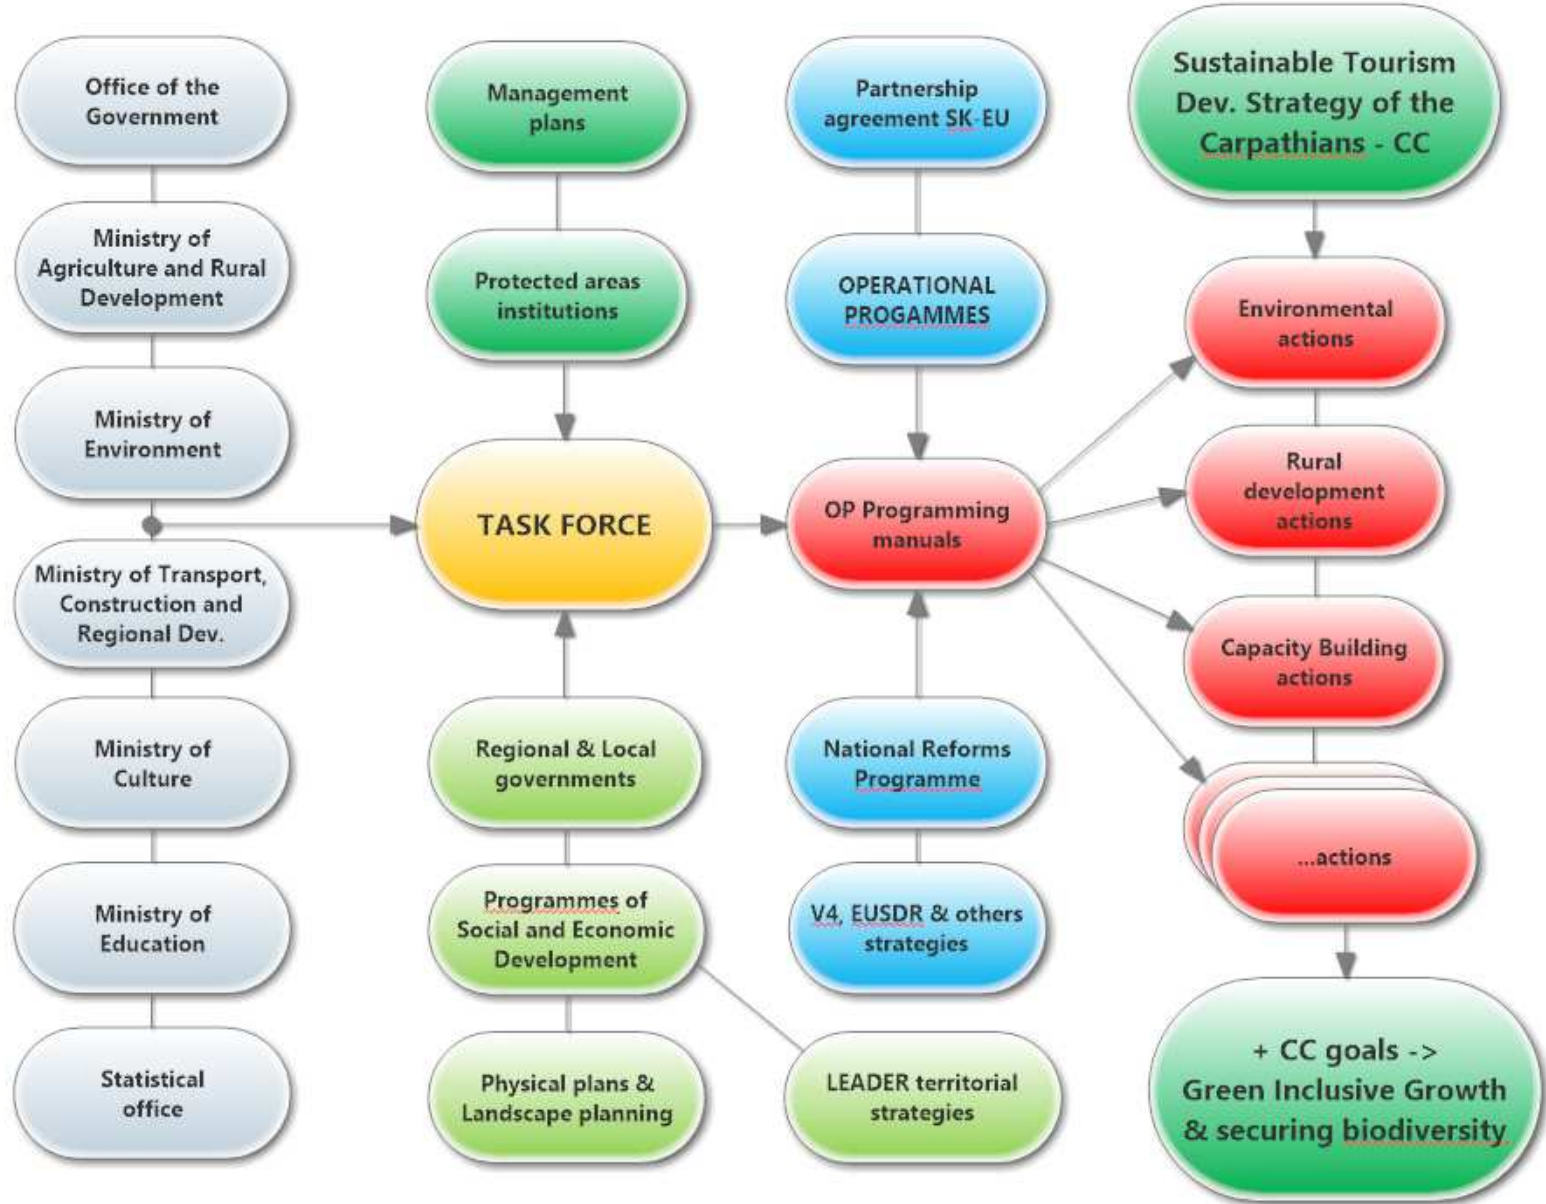 Office of the
Government
Ministry of
Agriculture and Rural
Development
Ministry of
Environment
Ministry of Transport,
Construction and
Regional Dev.
Ministry of
Culture
Ministry of
Education
Statistical
office
Management
plans
Protected areas
institutions
TASK FORCE
Regional & Local
governments
Programmes of
Social and Economic
Development
Physical plans &
Landscape planning
Partnership
agreement SK-EU
OPERATIONAL
PROGAMMES
OP Programming
manuals
National Reforms
Programme
V4, EUSDR & others
strategies
LEADER territorial
strategies
Sustainable Tourism
Dev. Strategy of the
Carpathians - CC
Environmental
actions
Rural
development
actions
Capacity Building
actions
...actions
+ CC goals ->
Green Inclusive Growth
& securing biodiversity